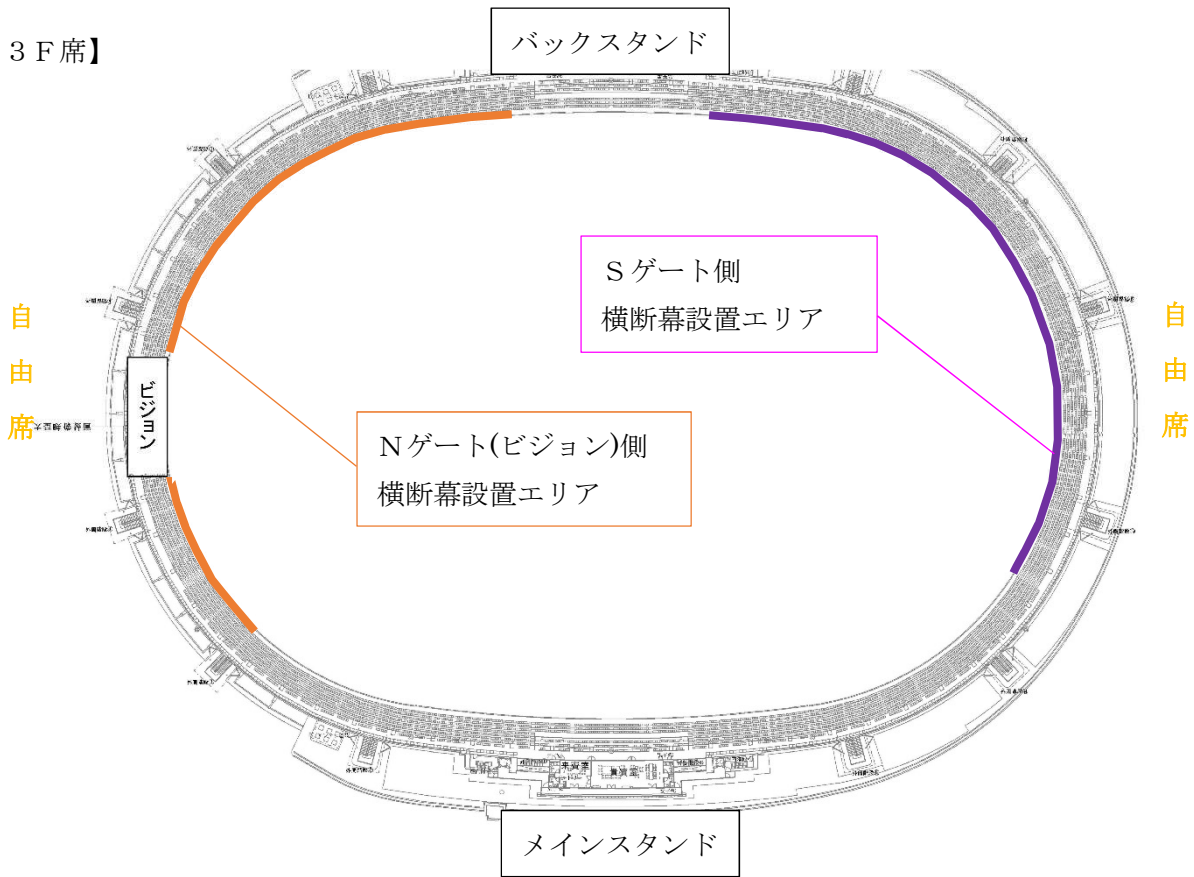 バックスタンド
３Ｆ席】
Ｓゲート側
横断幕設置エリア
自由席
自由席
ビジョン
Ｎゲート(ビジョン)側
横断幕設置エリア
貴賓室
メインスタンド